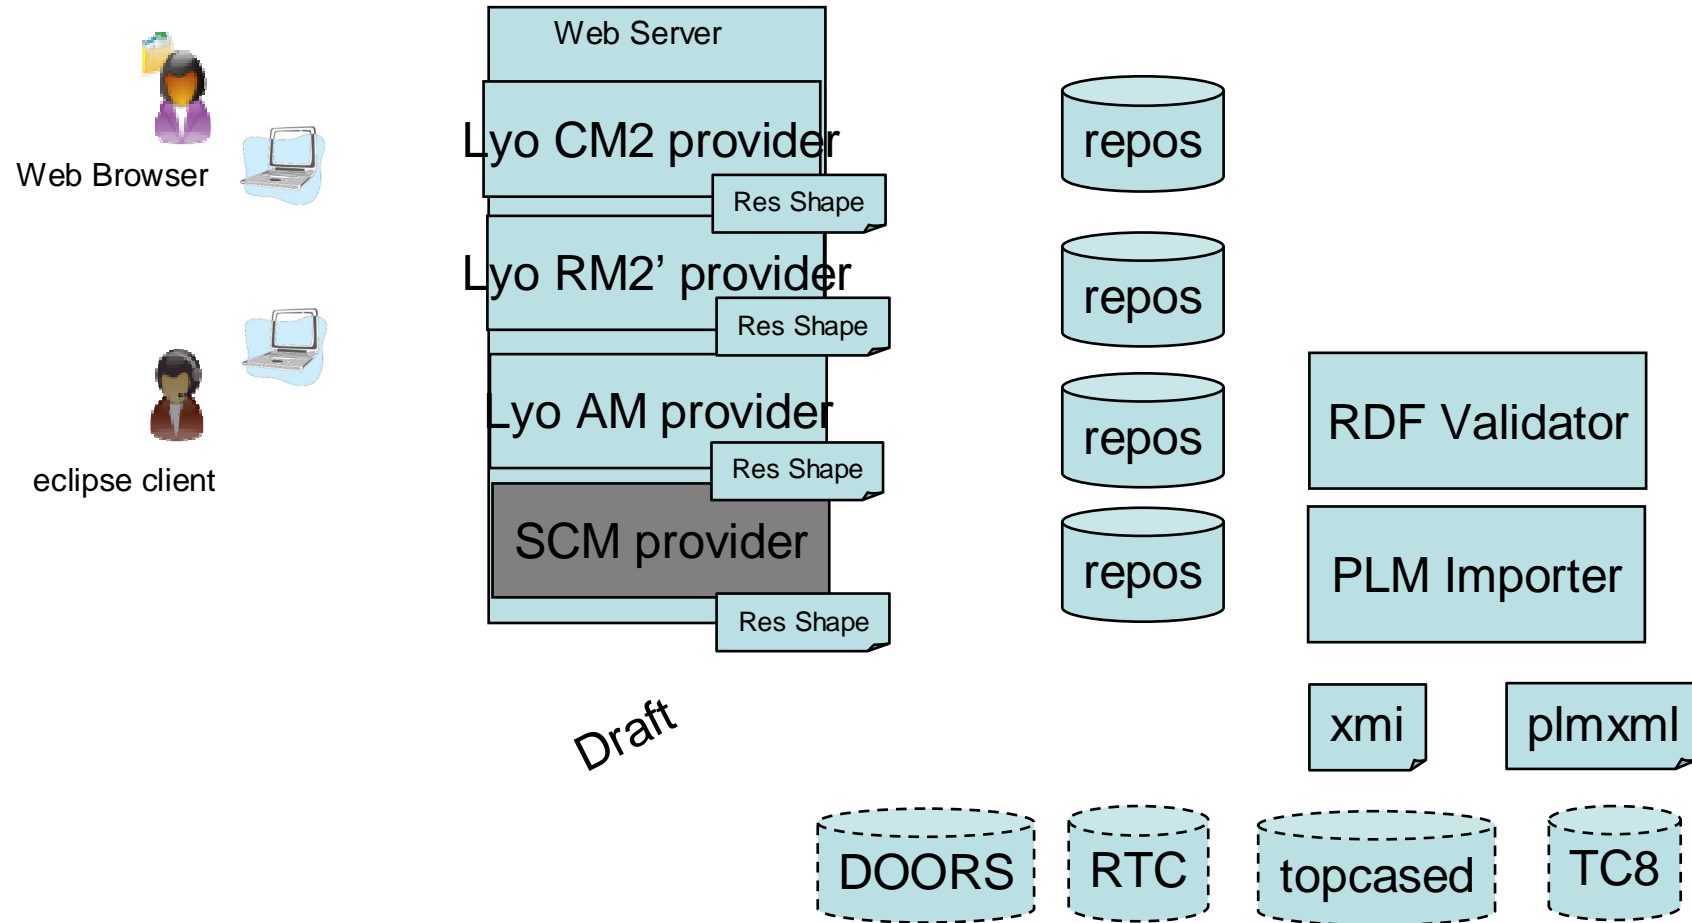 Web Server
Lyo CM2 provider
repos
Web Browser
Res Shape
Lyo RM2’ provider
repos
Res Shape
Lyo AM provider
repos
RDF Validator
Res Shape
eclipse client
SCM provider
repos
PLM Importer
Res Shape
Draft
xmi
plmxml
DOORS
RTC
topcased
TC8